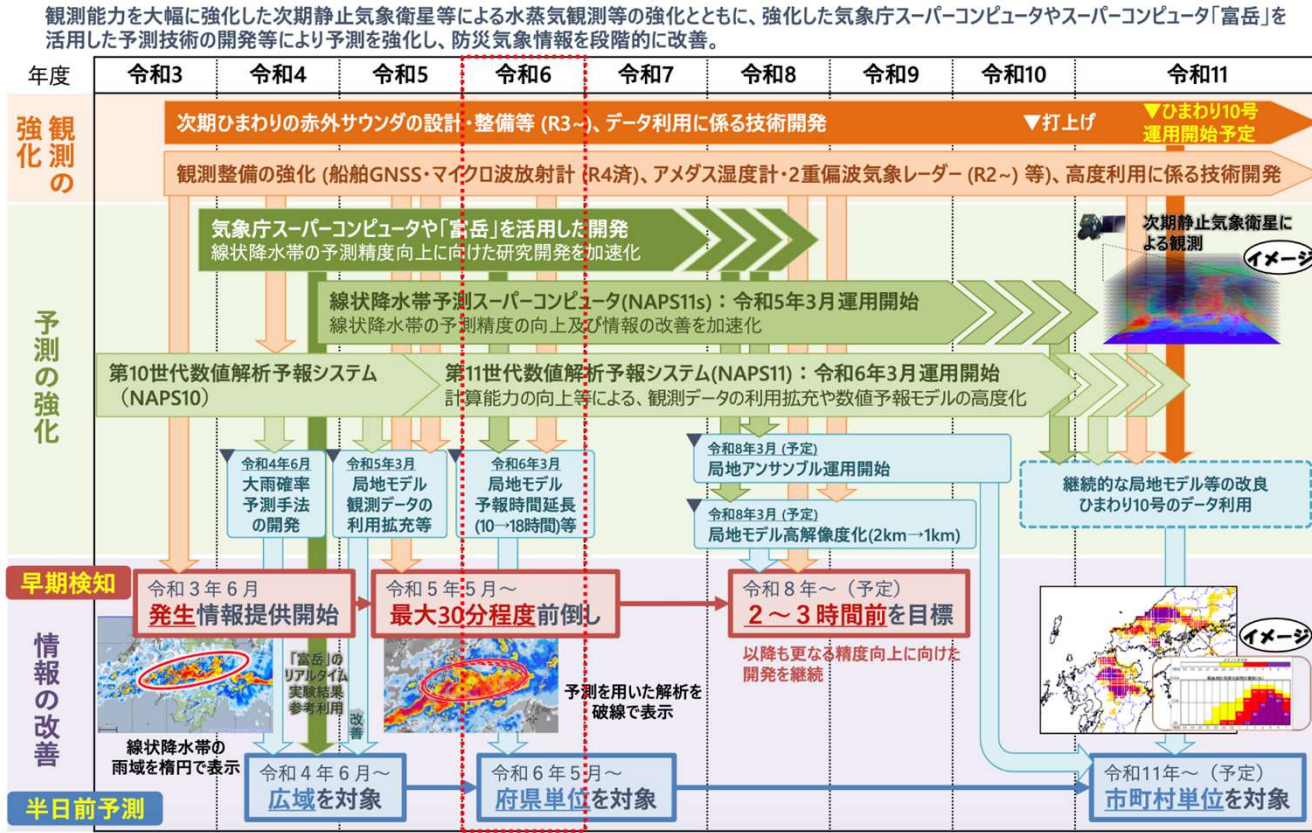 観測能力を大幅に強化した次期静止気象衛星等による水蒸気観測等の強化とともに、強化した気象庁スーパーコンピュータやスーパーコンピュータ「富岳」を
活用した予測技術の開発等により予測を強化し、防災気象情報を段階的に改善。
年度
令和3
令和4
令和5
令和6
令和7
令和8
令和9
令和10
令和11
観測の強化
次期ひまわりの赤外サウンダの設計・整備等 (R3~)、データ利用に係る技術開発
▼打上げ
▼ひまわり10号
運用開始予定
観測整備の強化 (船舶GNSS・マイクロ波放射計 (R4済)、アメダス湿度計・2重偏波気象レーダー (R2~) 等)、高度利用に係る技術開発
予測の強化
気象庁スーパーコンピュータや「富岳」を活用した開発
線状降水帯の予測精度向上に向けた研究開発を加速化
次期静止気象衛星に
よる観測
イメージ
線状降水帯予測スーパーコンピュータ(NAPS11s)：令和5年3月運用開始
線状降水帯の予測精度の向上及び情報の改善を加速化
第10世代数値解析予報システム
（NAPS10）
第11世代数値解析予報システム(NAPS11)：令和6年3月運用開始
計算能力の向上等による、観測データの利用拡充や数値予報モデルの高度化
令和4年6月
大雨確率
予測手法
の開発
令和5年3月
局地モデル
観測データの
利用拡充等
令和6年3月
局地モデル
予報時間延長
(10→18時間)等
令和8年3月 (予定)
局地アンサンブル運用開始
令和8年3月 (予定)
局地モデル高解像度化(2km→1km)
継続的な局地モデル等の改良
ひまわり10号のデータ利用
情報の改善
早期検知
令和３年６月
発生情報提供開始
令和５年５月～
最大30分程度前倒し
令和８年～（予定）
２～３時間前を目標
以降も更なる精度向上に向けた
開発を継続
「富岳」の
リアルタイム
実験結果
参考利用
改善
予測を用いた解析を
破線で表示
イメージ
線状降水帯の
雨域を楕円で表示
半日前予測
令和４年６月～
広域を対象
令和６年５月～
府県単位を対象
令和11年～（予定）
市町村単位を対象